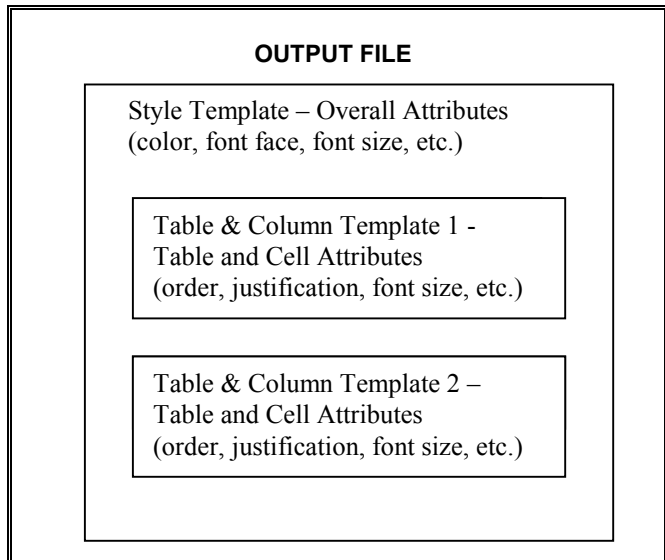 OUTPUT FILE
Style Template – Overall Attributes
(color, font face, font size, etc.)
Table & Column Template 1 -
Table and Cell Attributes
(order, justification, font size, etc.)
Table & Column Template 2 –
Table and Cell Attributes
(order, justification, font size, etc.)